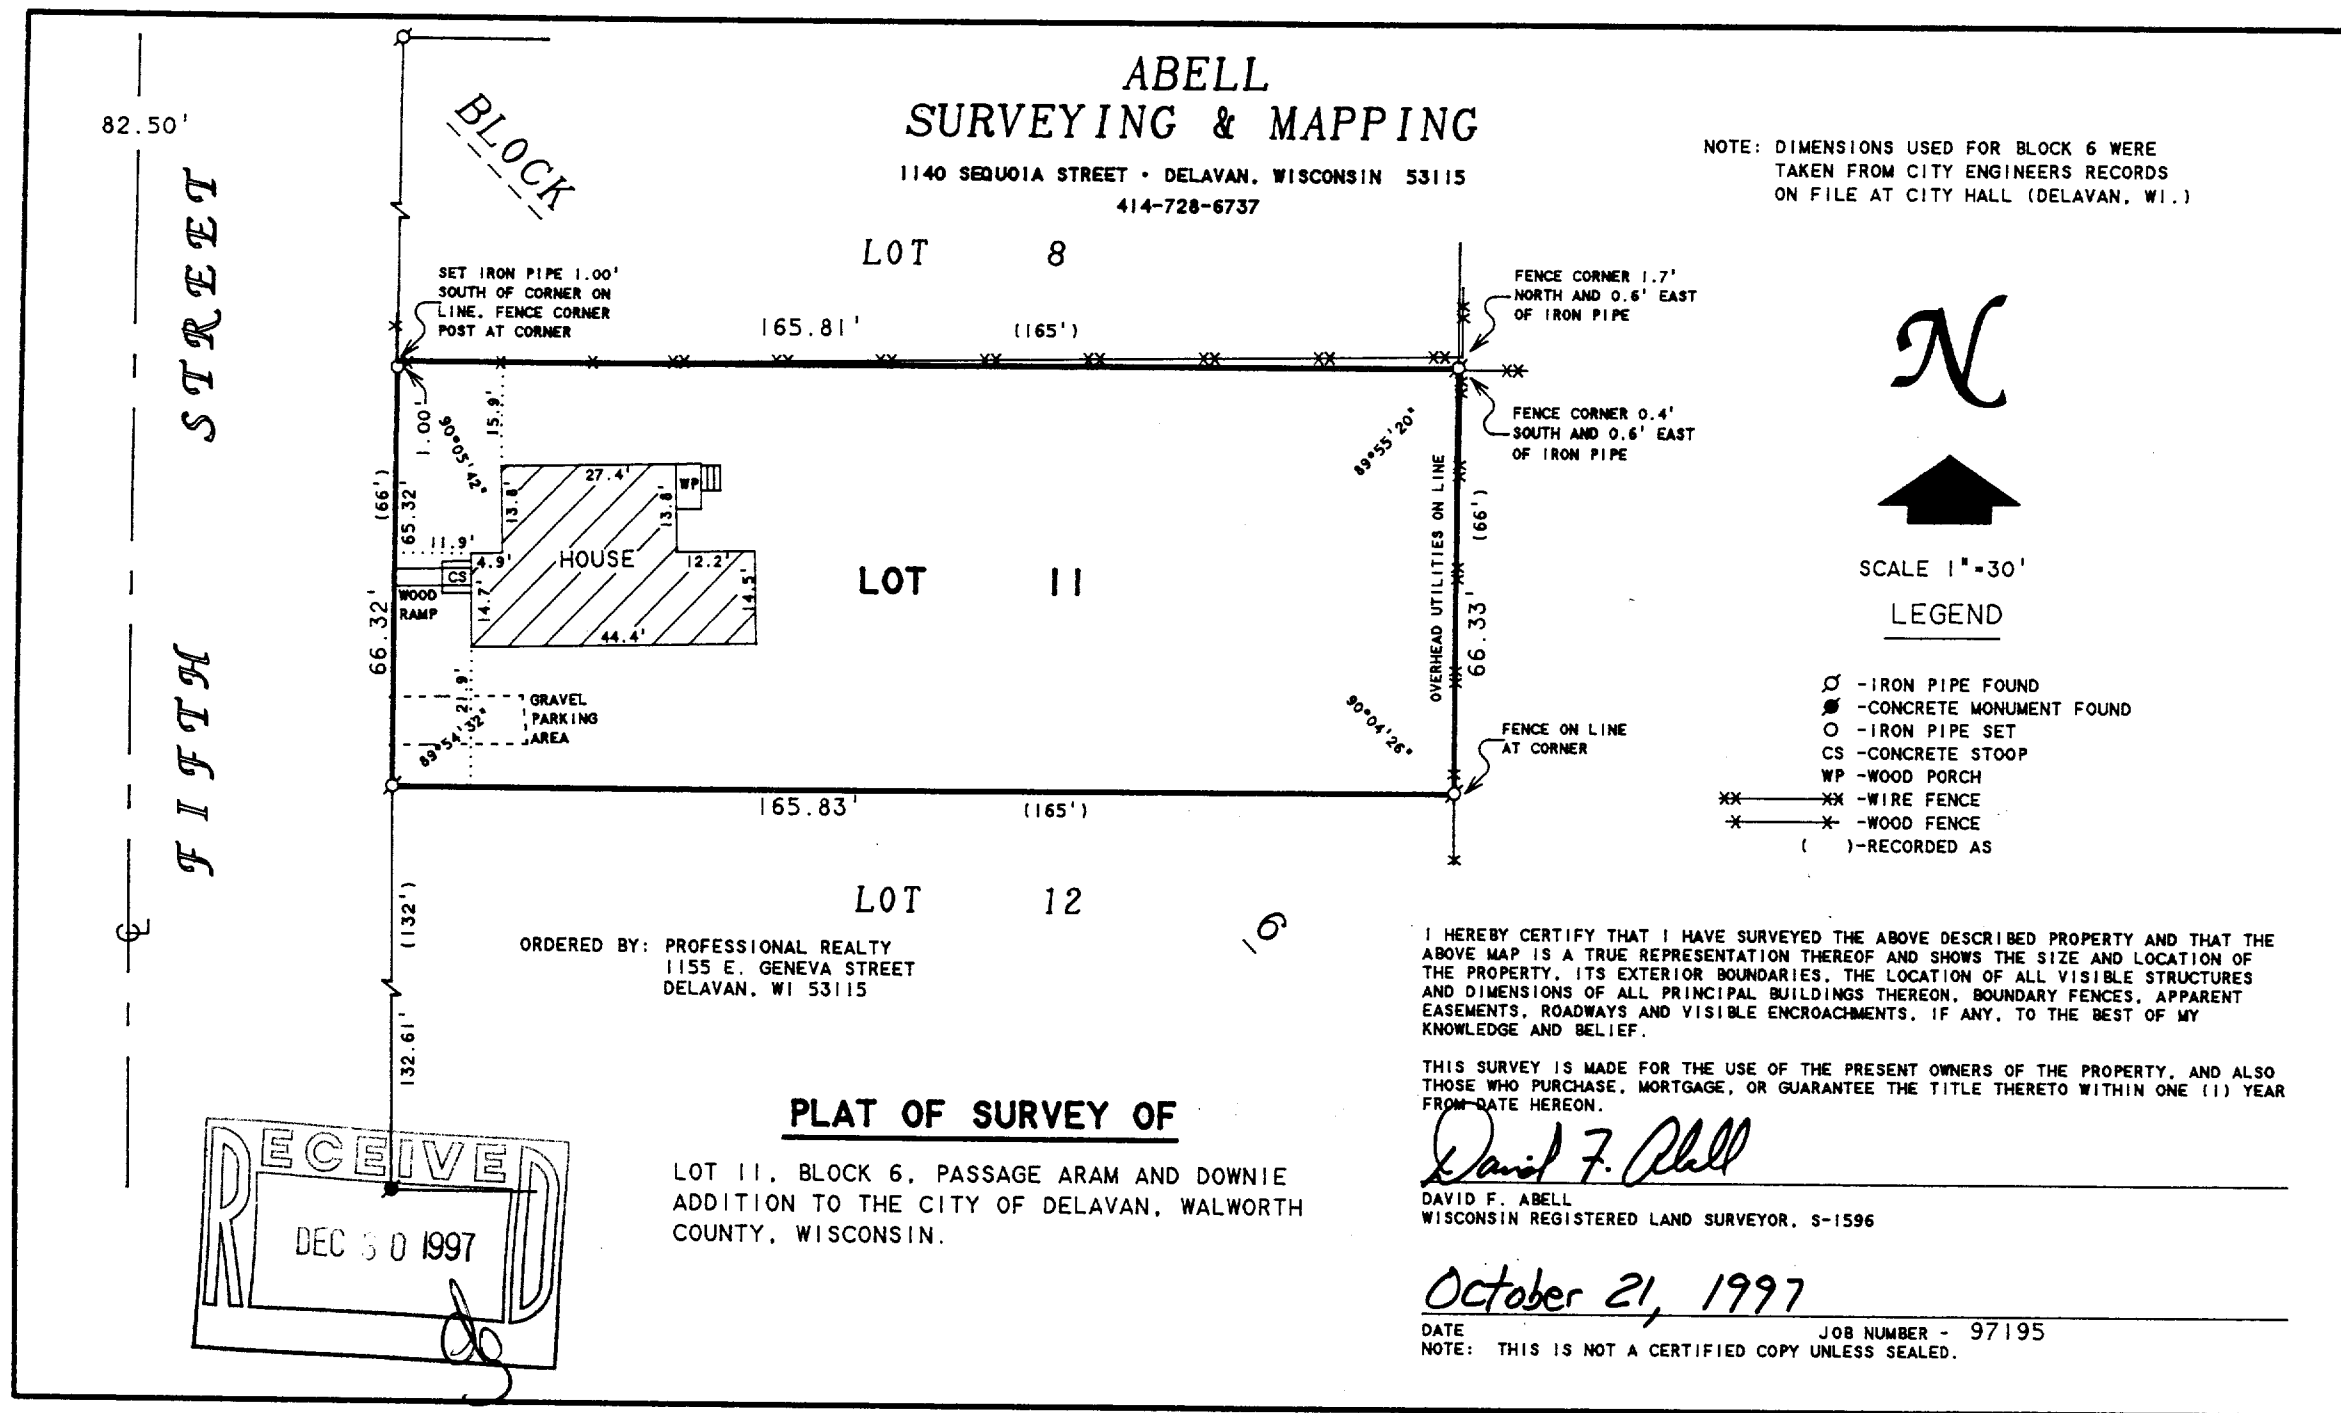 ABELL
SURVEYING & MAPPING
1140 SEQUOIA STREET • DELAVAN, WISCONSIN 53115
414-728-6737
NOTE: DIMENSIONS USED FOR BLOCK 6 WERE
TAKEN FROM CITY ENGINEERS RECORDS
ON FILE AT CITY HALL (DELAVAN, WI.)
82.50'
FIFTH STREET
BLOCK
6
LOT 8
SET IRON PIPE 1.00'
SOUTH OF CORNER ON
LINE. FENCE CORNER
POST AT CORNER
165.81' (165')
FENCE CORNER 1.7'
NORTH AND 0.6' EAST
OF IRON PIPE
FENCE CORNER 0.4'
SOUTH AND 0.6' EAST
OF IRON PIPE
1.00'
90°05'42"
15.9'
89°55'20"
(66')
65.32'
66.32'
11.9'
27.4'
13.8'
13.8'
WP
HOUSE
4.9'
12.2'
CS
14.7'
14.5'
WOOD
RAMP
44.4'
LOT 11
OVERHEAD UTILITIES ON LINE
(66')
66.33'
21.9'
GRAVEL
PARKING
AREA
89°54'32"
90°04'26"
FENCE ON LINE
AT CORNER
165.83' (165')
N
SCALE 1"=30'
LEGEND
-IRON PIPE FOUND
-CONCRETE MONUMENT FOUND
-IRON PIPE SET
CS -CONCRETE STOOP
WP -WOOD PORCH
XX XX -WIRE FENCE
X X -WOOD FENCE
( )-RECORDED AS
LOT 12
(132')
132.61'
ORDERED BY: PROFESSIONAL REALTY
1155 E. GENEVA STREET
DELAVAN, WI 53115
PLAT OF SURVEY OF
LOT 11, BLOCK 6, PASSAGE ARAM AND DOWNIE
ADDITION TO THE CITY OF DELAVAN, WALWORTH
COUNTY, WISCONSIN.
RECEIVED
DEC 30 1997
I HEREBY CERTIFY THAT I HAVE SURVEYED THE ABOVE DESCRIBED PROPERTY AND THAT THE
ABOVE MAP IS A TRUE REPRESENTATION THEREOF AND SHOWS THE SIZE AND LOCATION OF
THE PROPERTY, ITS EXTERIOR BOUNDARIES, THE LOCATION OF ALL VISIBLE STRUCTURES
AND DIMENSIONS OF ALL PRINCIPAL BUILDINGS THEREON, BOUNDARY FENCES, APPARENT
EASEMENTS, ROADWAYS AND VISIBLE ENCROACHMENTS, IF ANY, TO THE BEST OF MY
KNOWLEDGE AND BELIEF.
THIS SURVEY IS MADE FOR THE USE OF THE PRESENT OWNERS OF THE PROPERTY, AND ALSO
THOSE WHO PURCHASE, MORTGAGE, OR GUARANTEE THE TITLE THERETO WITHIN ONE (1) YEAR
FROM DATE HEREON.
David F. Abell
DAVID F. ABELL
WISCONSIN REGISTERED LAND SURVEYOR, S-1596
October 21, 1997
DATE JOB NUMBER - 97195
NOTE: THIS IS NOT A CERTIFIED COPY UNLESS SEALED.